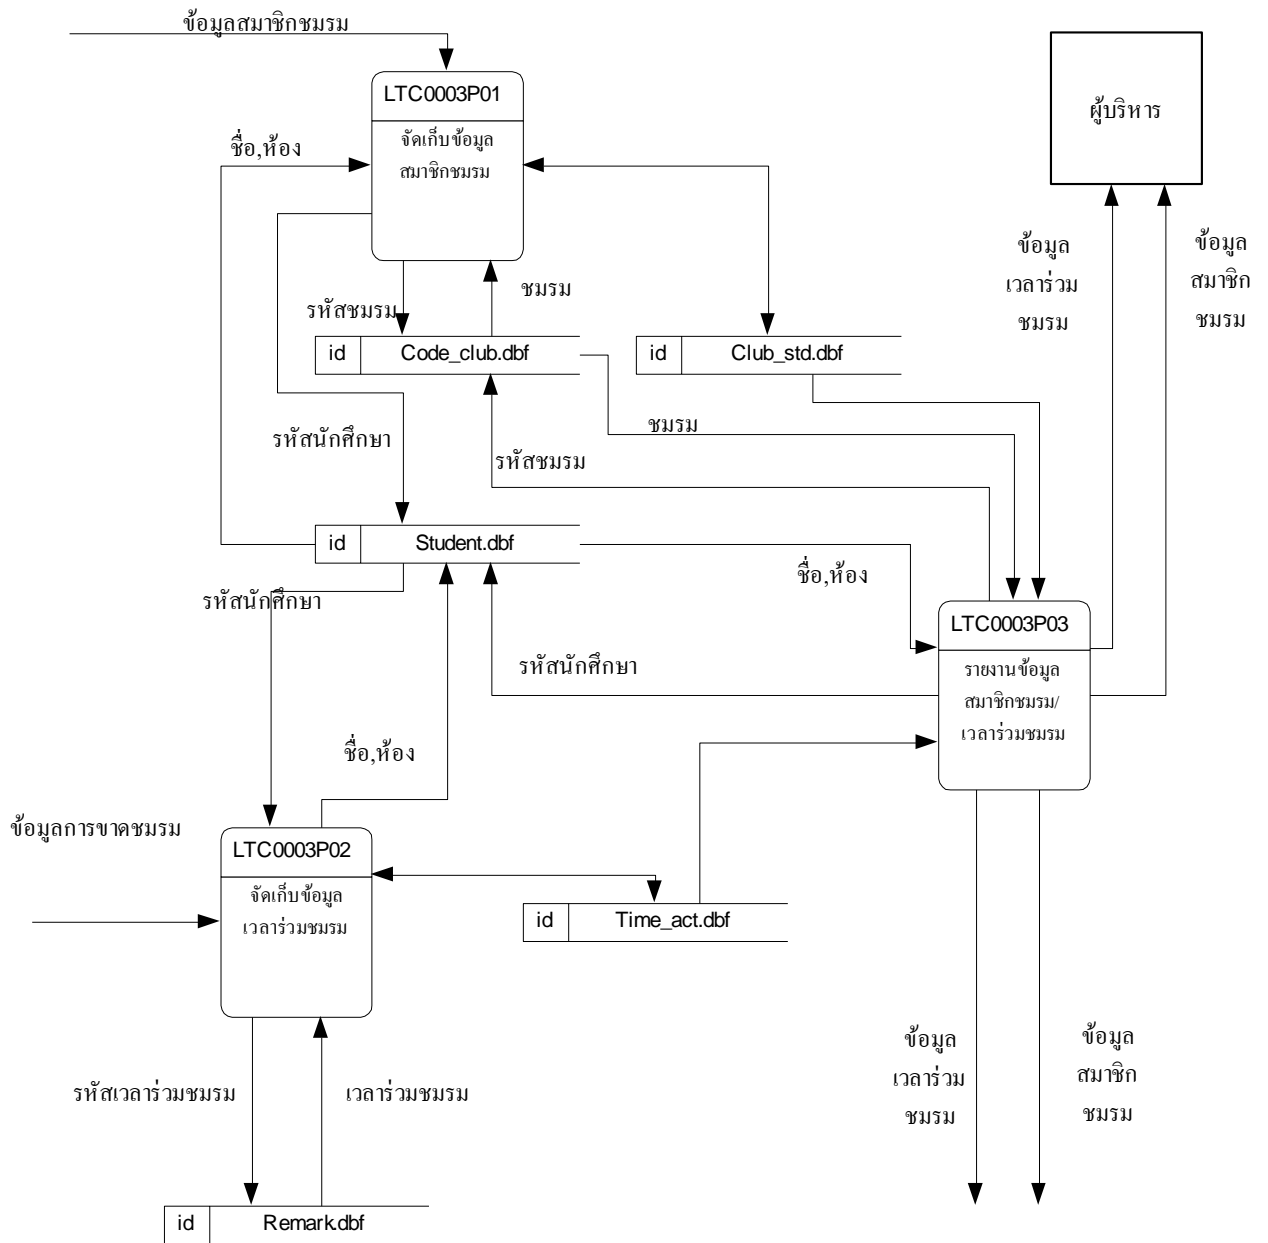 ข้อมูลสมาชิกชมรม
LTC0003P01
จัดเก็บข้อมูล
สมาชิกชมรม
ผู้บริหาร
ชื่อ,ห้อง
ข้อมูล
เวลาร่วม
ชมรม
ข้อมูล
สมาชิก
ชมรม
รหัสชมรม
ชมรม
id
Code_club.dbf
id
Club_std.dbf
รหัสนักศึกษา
ชมรม
รหัสชมรม
id
Student.dbf
ชื่อ,ห้อง
รหัสนักศึกษา
LTC0003P03
รายงานข้อมูล
สมาชิกชมรม/
เวลาร่วมชมรม
รหัสนักศึกษา
ชื่อ,ห้อง
ข้อมูลการขาดชมรม
LTC0003P02
จัดเก็บข้อมูล
เวลาร่วมชมรม
id
Time_act.dbf
รหัสเวลาร่วมชมรม
เวลาร่วมชมรม
ข้อมูล
เวลาร่วม
ชมรม
ข้อมูล
สมาชิก
ชมรม
id
Remark.dbf